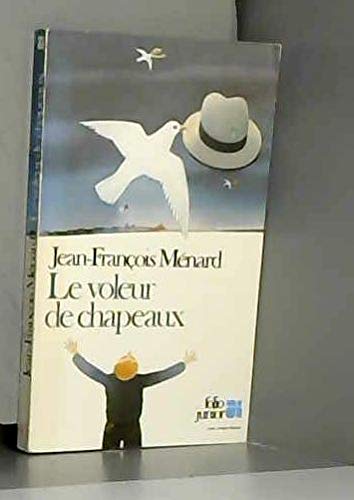 Jean-François Ménard
Le voleur
de chapeaux
folio
junior